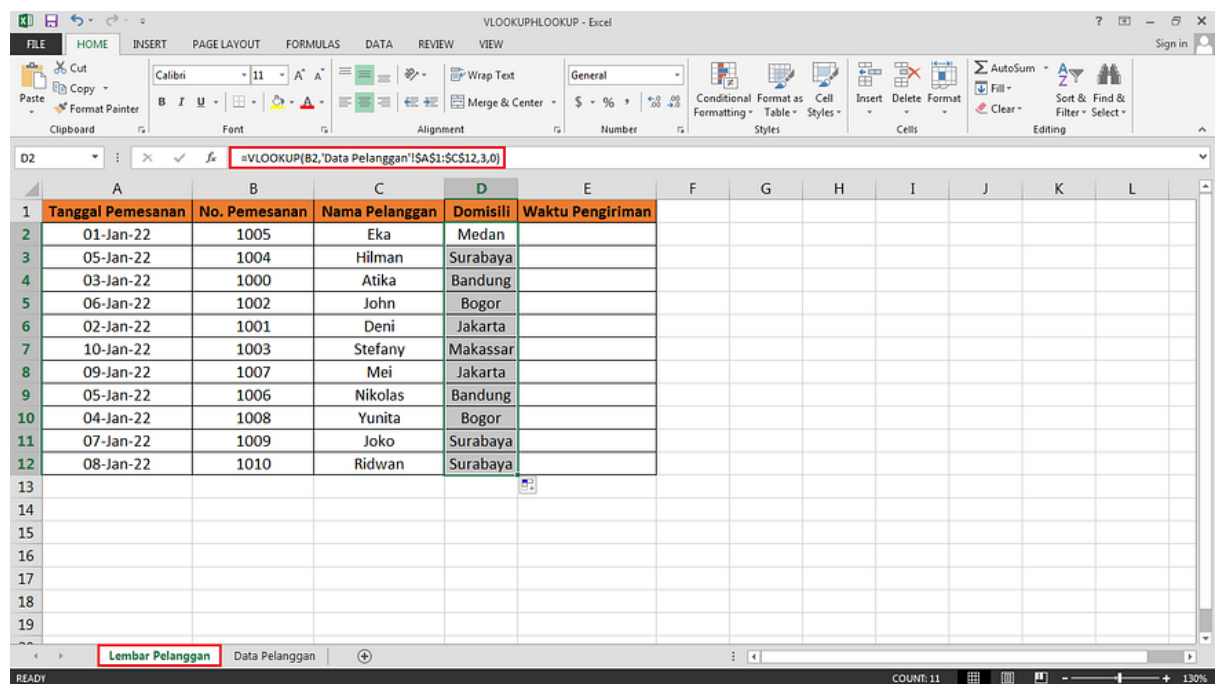 VLOOKUPHLOOKUP - Excel
FILE HOME INSERT PAGE LAYOUT FORMULAS DATA REVIEW VIEW Sign in
Cut
Copy
Format Painter
Paste
Clipboard
Calibri 11
B I U
Font
Wrap Text
Merge & Center
Alignment
General
$ % ,
Number
Conditional Formatting
Format as Table
Cell Styles
Styles
Insert Delete Format
Cells
AutoSum
Fill
Clear
Sort & Filter
Find & Select
Editing
D2 fx =VLOOKUP(B2,'Data Pelanggan'!$A$1:$C$12,3,0)
A B C D E F G H I J K L
1 Tanggal Pemesanan No. Pemesanan Nama Pelanggan Domisili Waktu Pengiriman
2 01-Jan-22 1005 Eka Medan
3 05-Jan-22 1004 Hilman Surabaya
4 03-Jan-22 1000 Atika Bandung
5 06-Jan-22 1002 John Bogor
6 02-Jan-22 1001 Deni Jakarta
7 10-Jan-22 1003 Stefany Makassar
8 09-Jan-22 1007 Mei Jakarta
9 05-Jan-22 1006 Nikolas Bandung
10 04-Jan-22 1008 Yunita Bogor
11 07-Jan-22 1009 Joko Surabaya
12 08-Jan-22 1010 Ridwan Surabaya
13
14
15
16
17
18
19
Lembar Pelanggan Data Pelanggan
READY COUNT: 11 130%